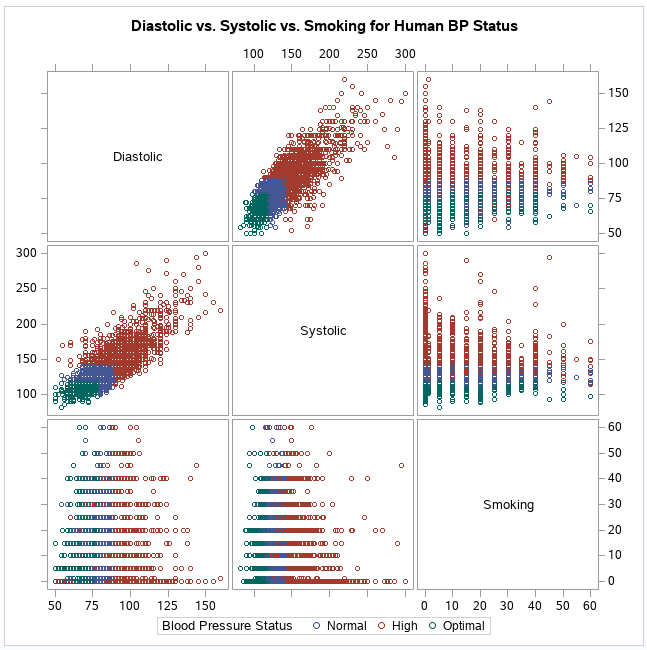 Diastolic vs. Systolic vs. Smoking for Human BP Status
100 150 200 250 300
Diastolic
150
125
100
75
50
300
250
200
150
100
Systolic
Smoking
60
50
40
30
20
10
0
50 75 100 150
0 10 20 30 40 50 60
Blood Pressure Status Normal High Optimal